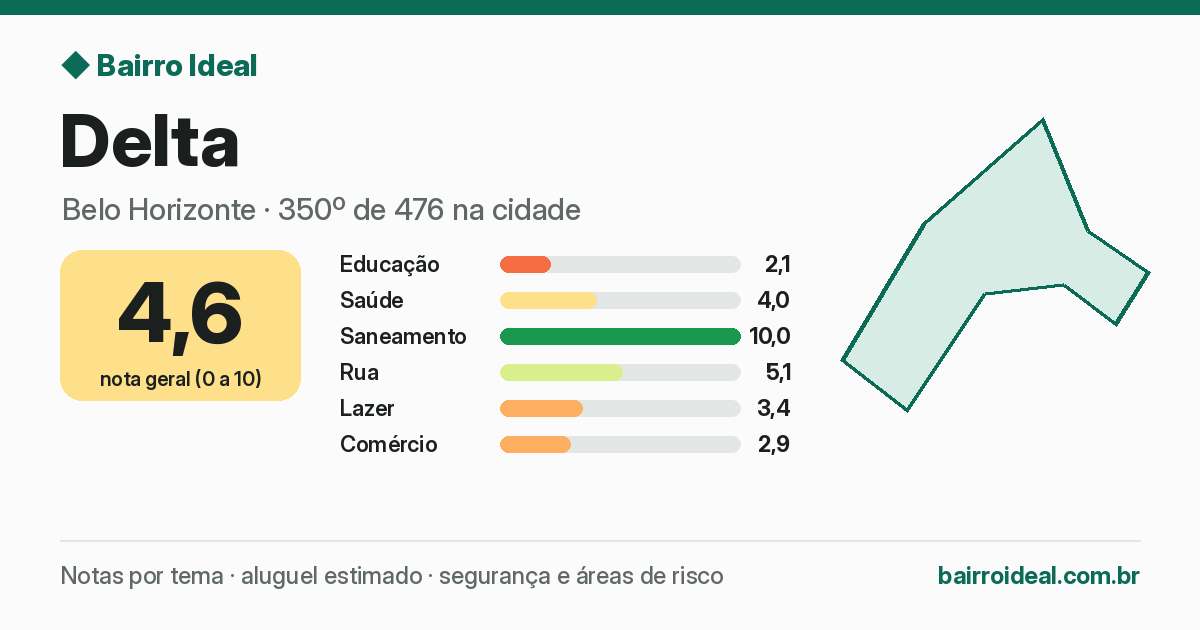 Bairro Ideal
Delta
Belo Horizonte · 350º de 476 na cidade
4,6
nota geral (0 a 10)
Educação 2,1
Saúde 4,0
Saneamento 10,0
Rua 5,1
Lazer 3,4
Comércio 2,9
Notas por tema · aluguel estimado · segurança e áreas de risco
bairroideal.com.br